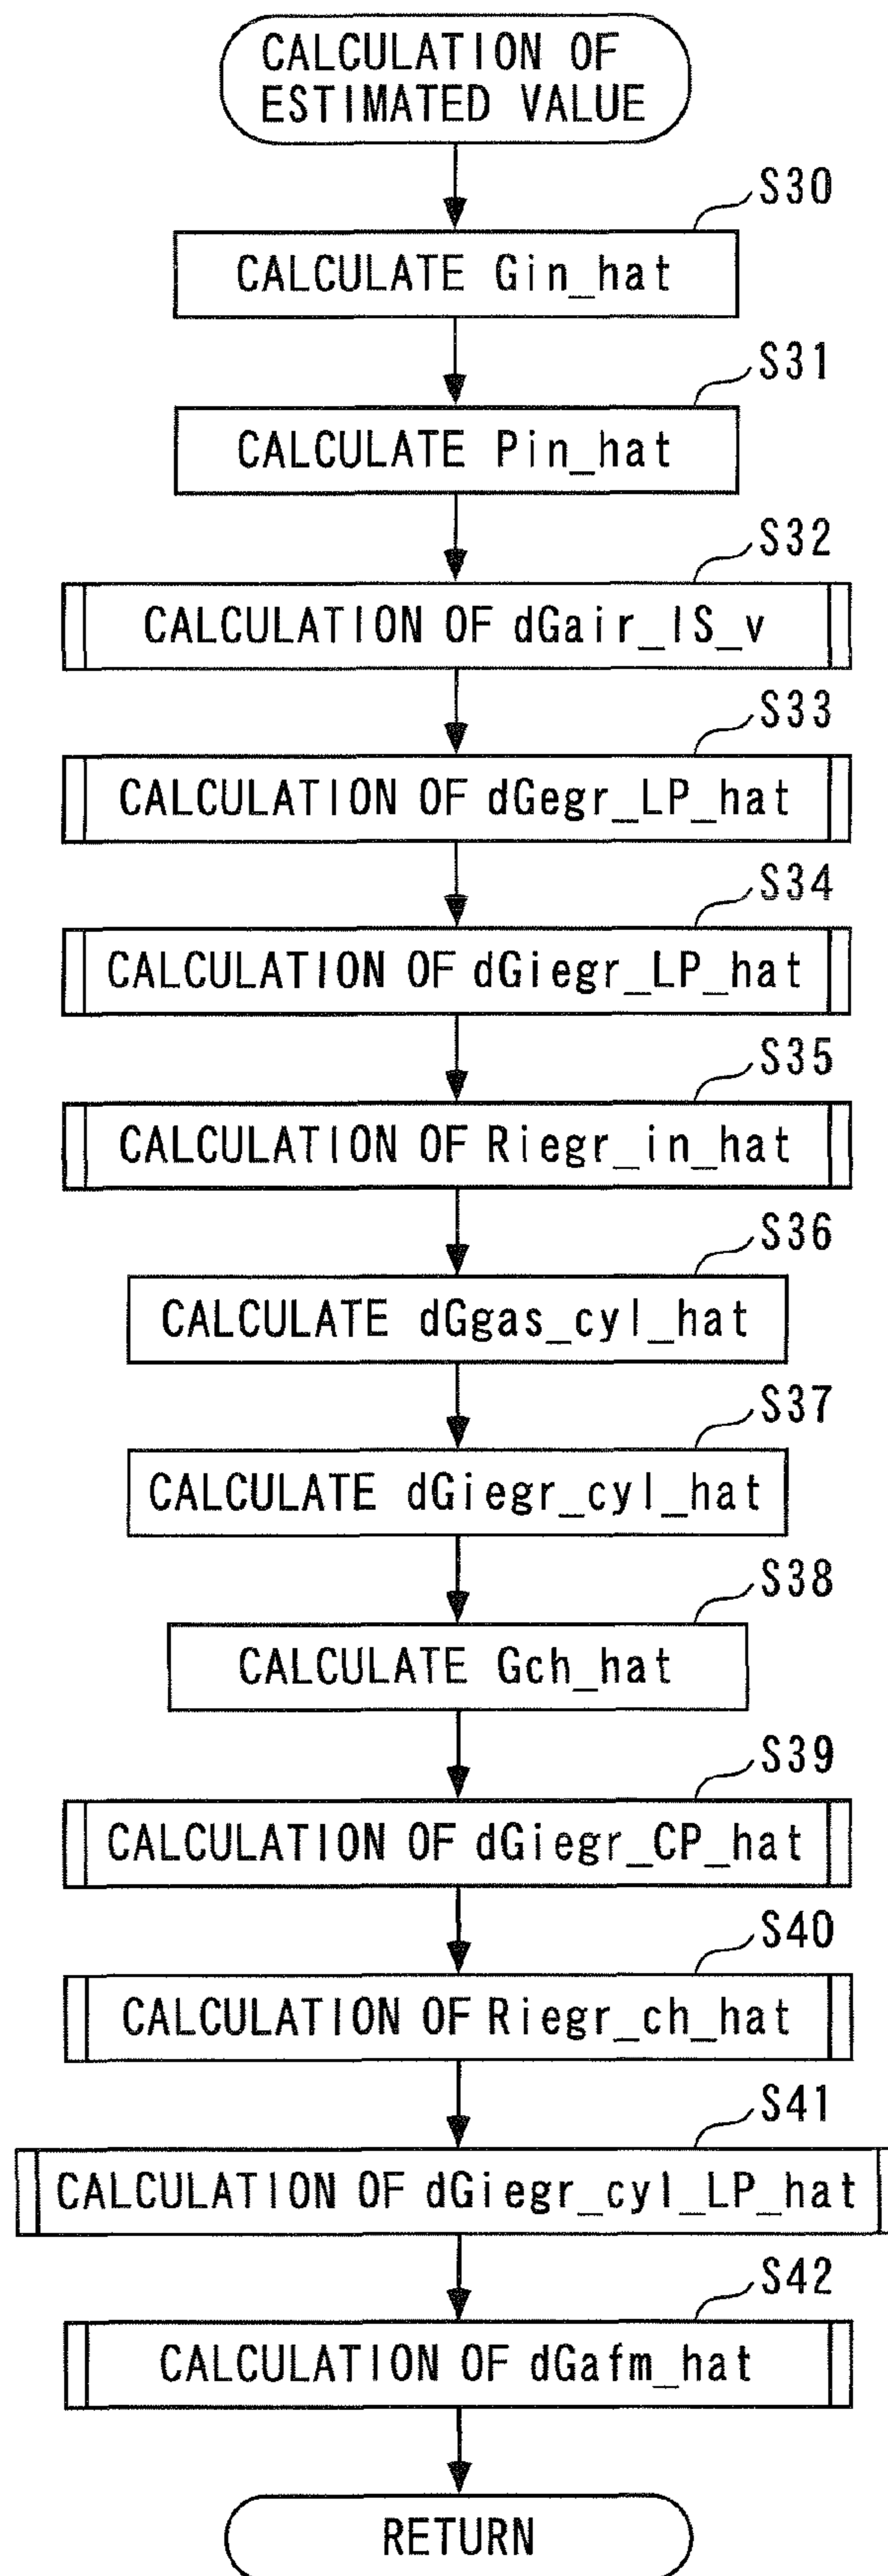 CALCULATION OF
ESTIMATED VALUE
S30
CALCULATE Gin_hat
S31
CALCULATE Pin_hat
S32
CALCULATION OF dGair_IS_v
S33
CALCULATION OF dGegr_LP_hat
S34
CALCULATION OF dGiegr_LP_hat
S35
CALCULATION OF Riegr_in_hat
S36
CALCULATE dGgas_cyl_hat
S37
CALCULATE dGiegr_cyl_hat
S38
CALCULATE Gch_hat
S39
CALCULATION OF dGiegr_CP_hat
S40
CALCULATION OF Riegr_ch_hat
S41
CALCULATION OF dGiegr_cyl_LP_hat
S42
CALCULATION OF dGafm_hat
RETURN